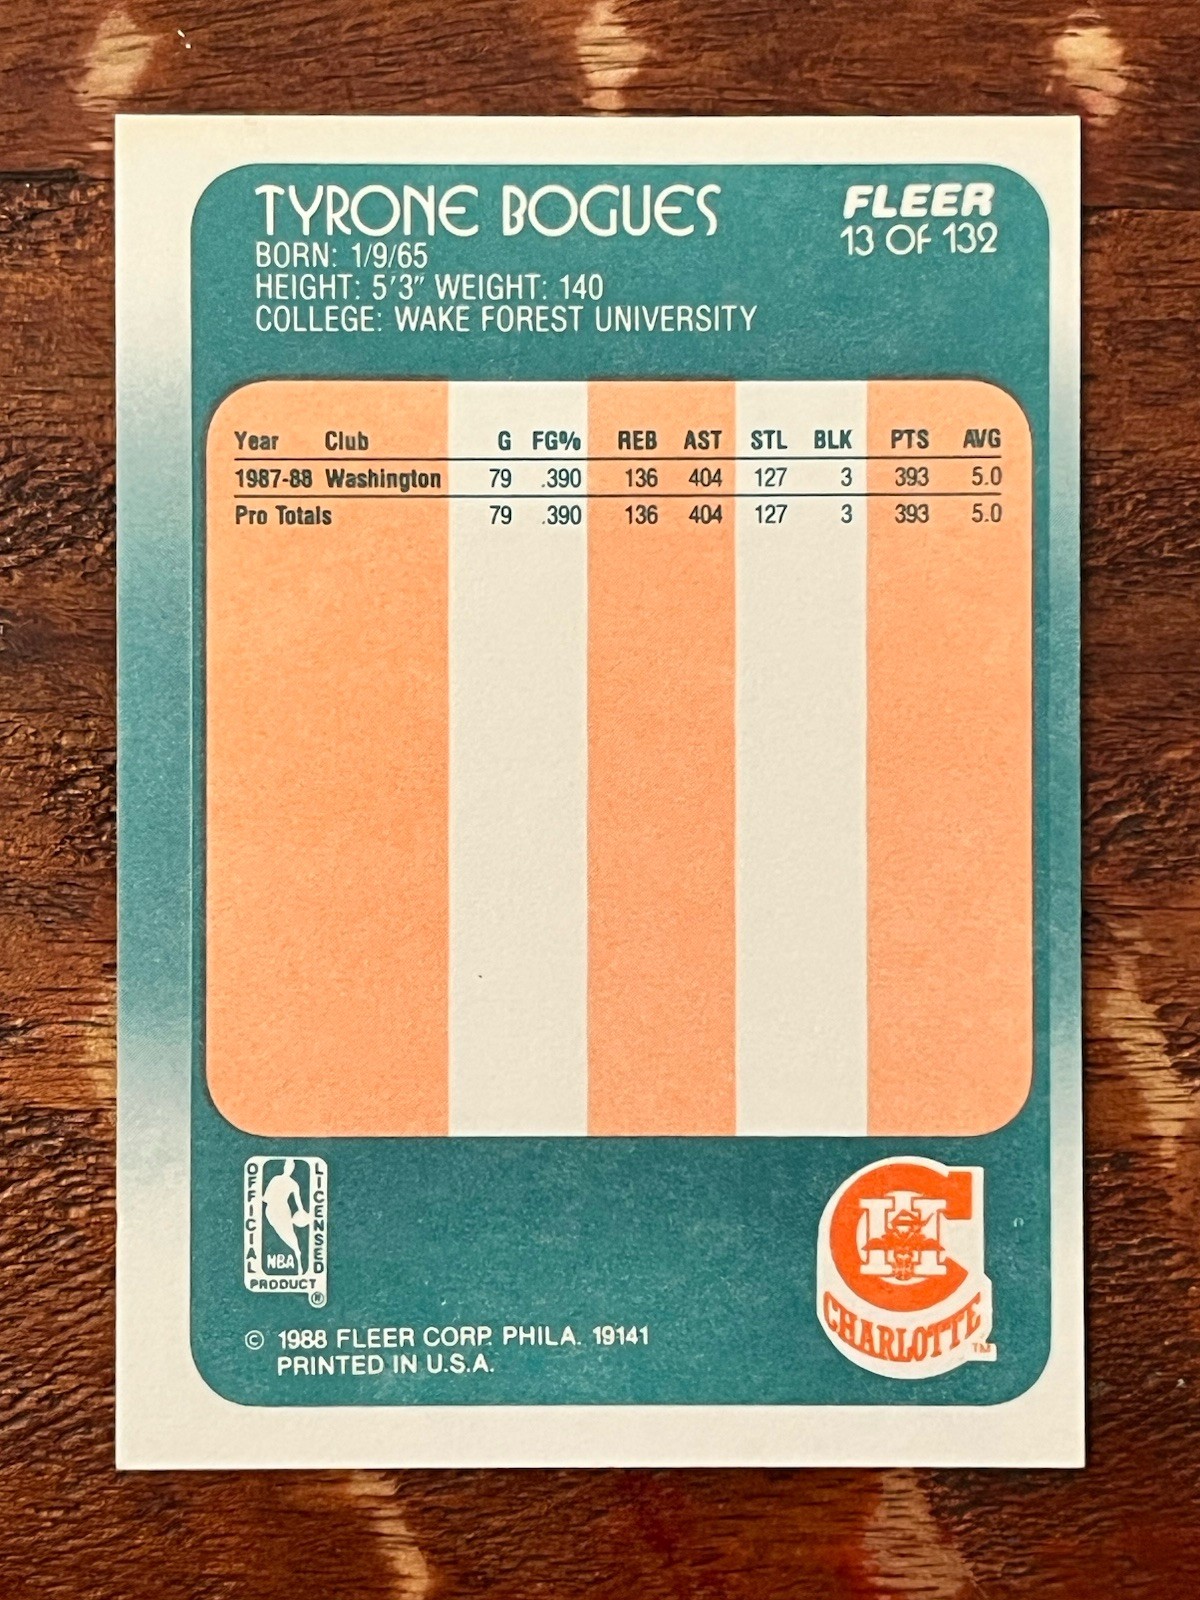 TYRONE BOGUES
FLEER
13 OF 132
BORN: 1/9/65
HEIGHT: 5'3" WEIGHT: 140
COLLEGE: WAKE FOREST UNIVERSITY
Year Club G FG% REB AST STL BLK PTS AVG
1987-88 Washington 79 .390 136 404 127 3 393 5.0
Pro Totals 79 .390 136 404 127 3 393 5.0
OFFICIAL LICENSED
NBA
PRODUCT
®
CH
CHARLOTTE
™
© 1988 FLEER CORP. PHILA. 19141
PRINTED IN U.S.A.